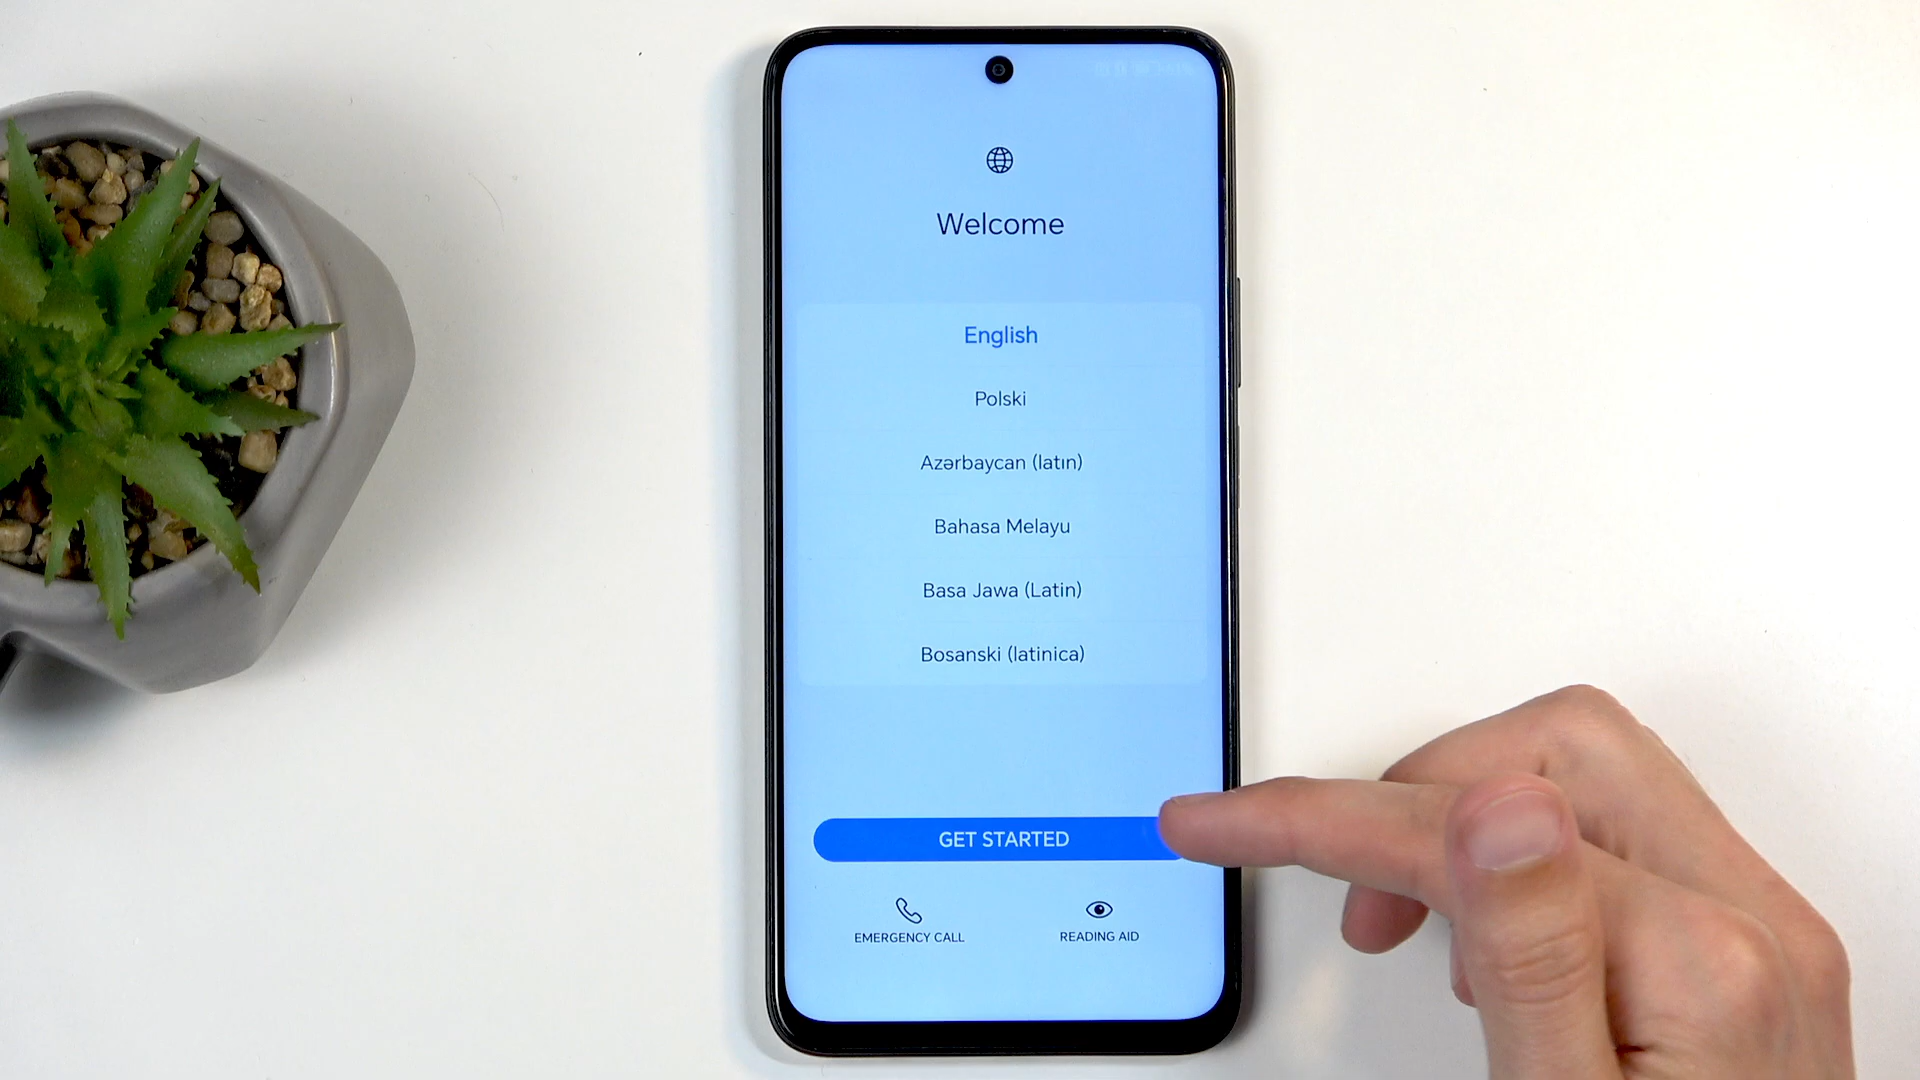 Welcome
English
Polski
Azərbaycan (latın)
Bahasa Melayu
Basa Jawa (Latin)
Bosanski (latinica)
GET STARTED
EMERGENCY CALL
READING AID